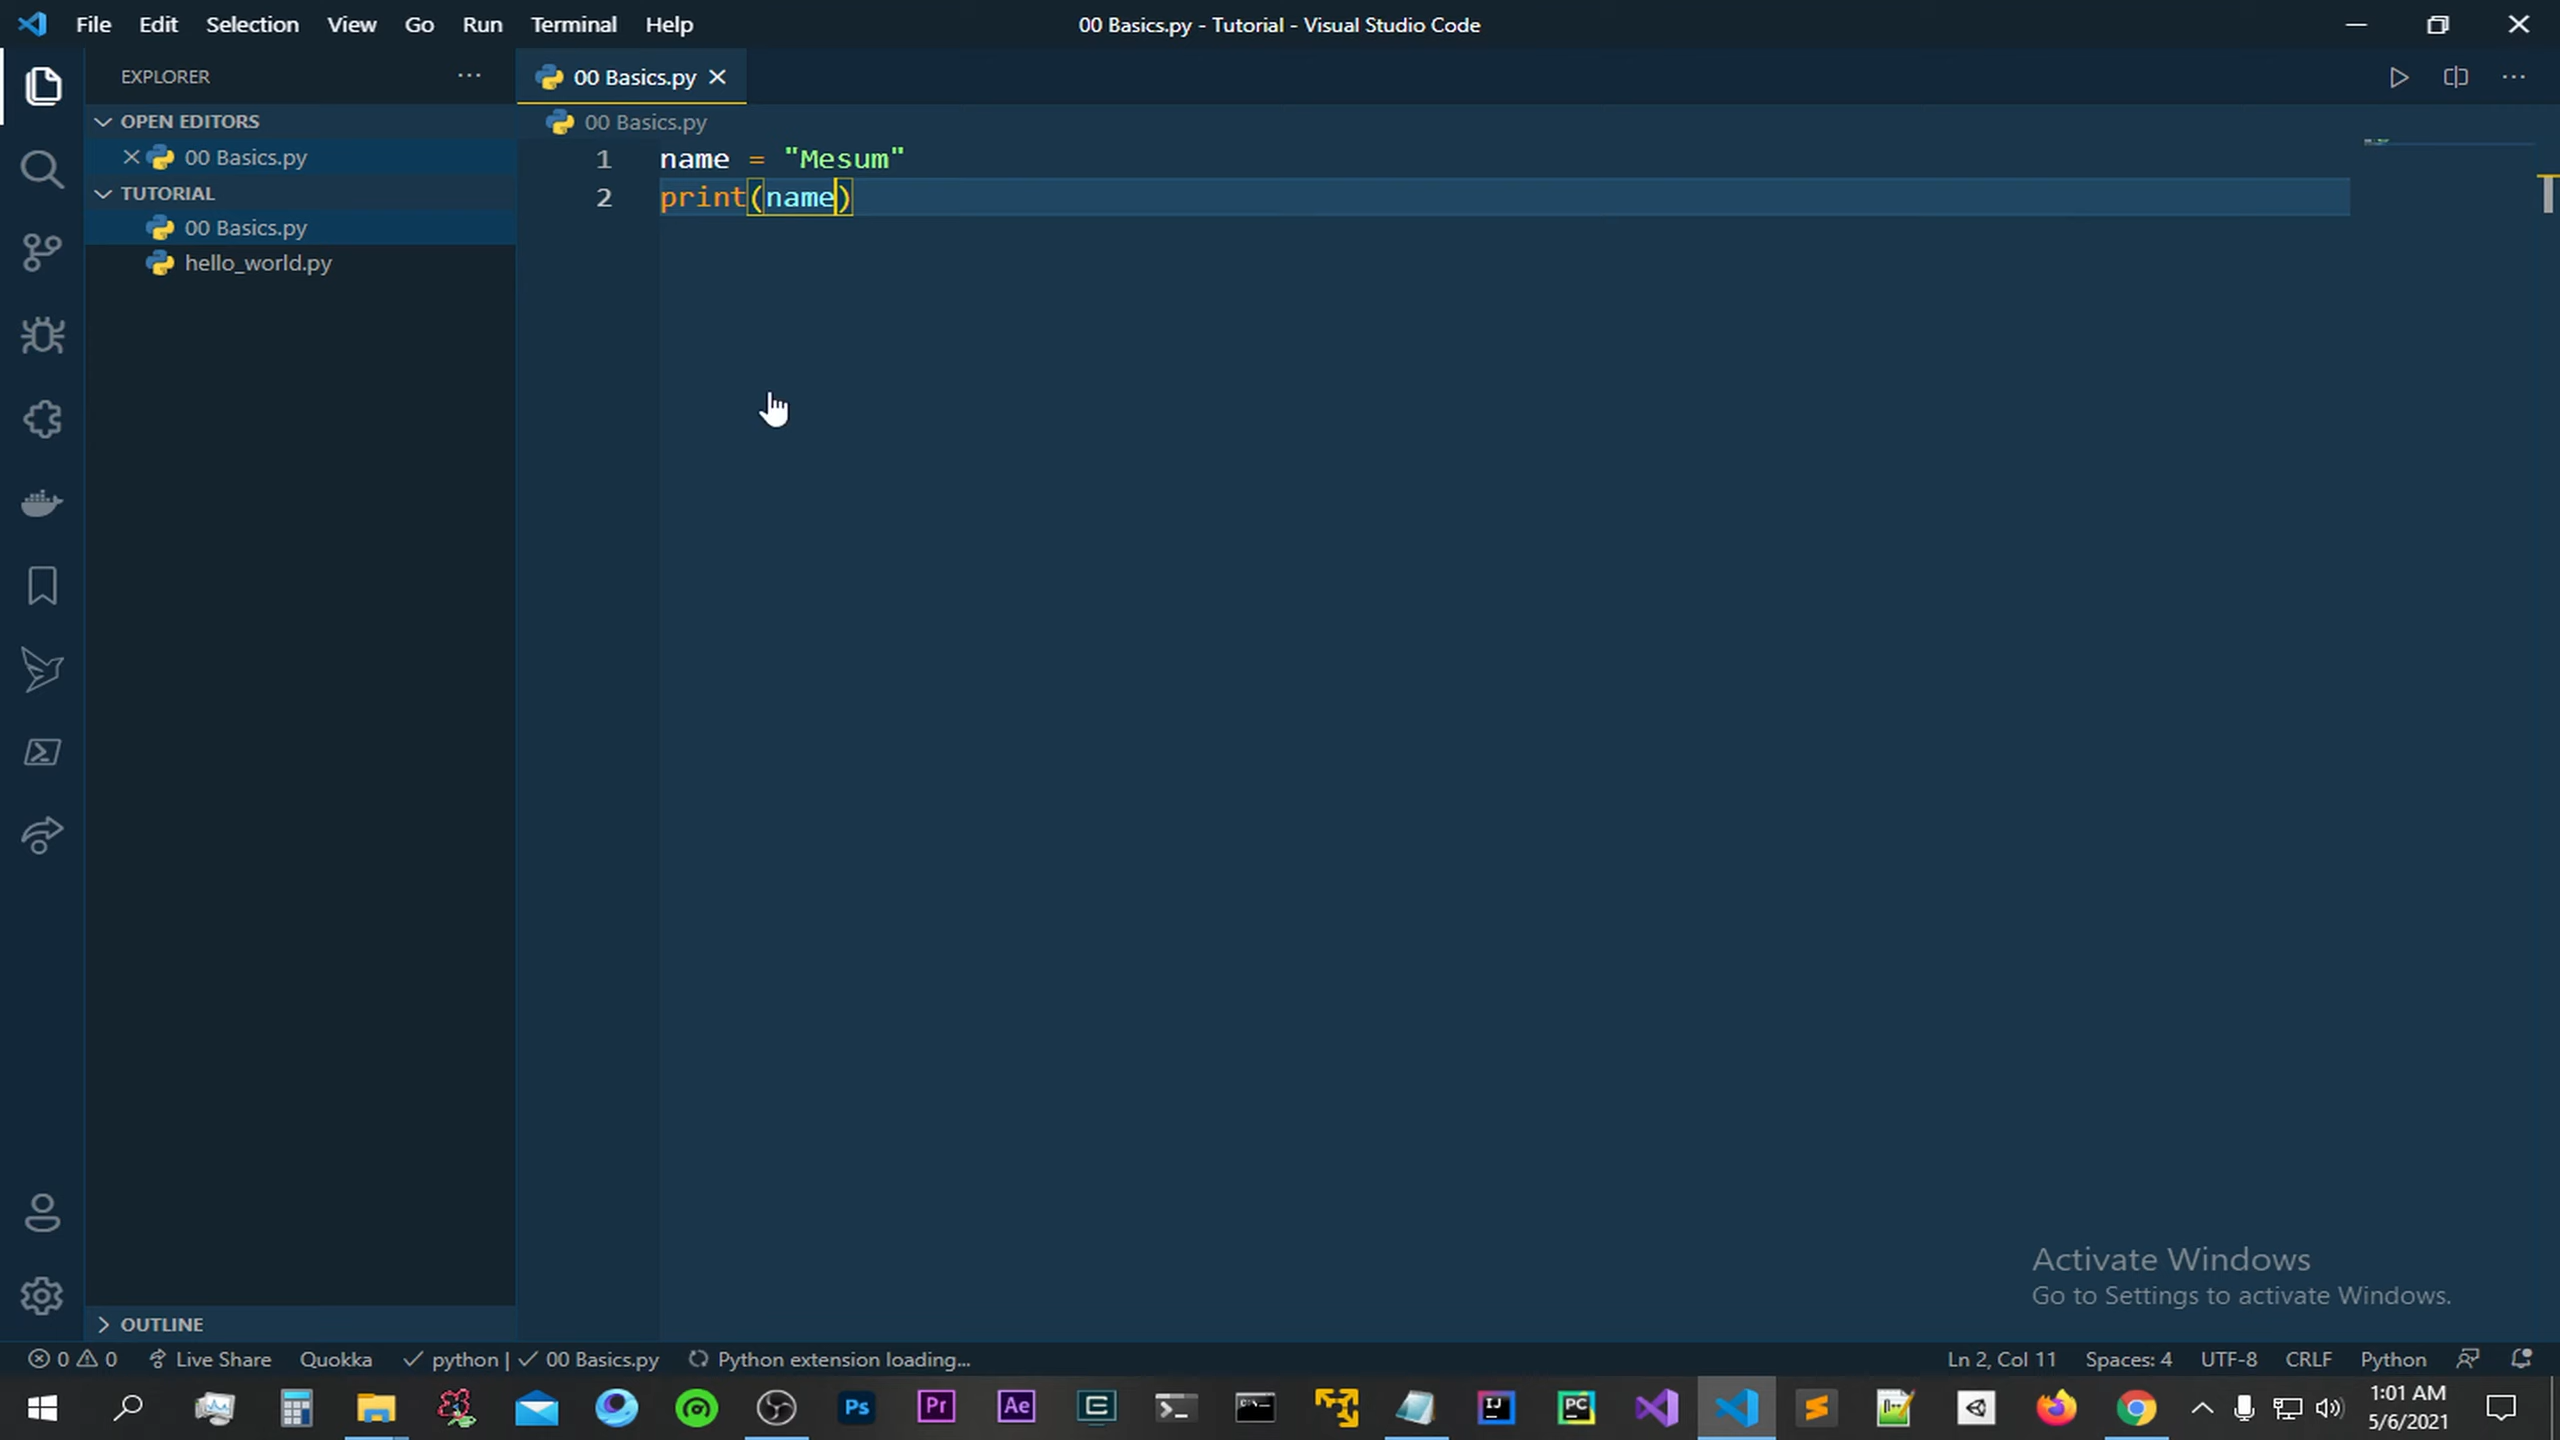 File Edit Selection View Go Run Terminal Help
00 Basics.py - Tutorial - Visual Studio Code
EXPLORER
00 Basics.py
OPEN EDITORS
00 Basics.py
TUTORIAL
00 Basics.py
hello_world.py
OUTLINE
00 Basics.py
1 name = "Mesum"
2 print(name)
Activate Windows
Go to Settings to activate Windows.
0 0 Live Share Quokka python | 00 Basics.py Python extension loading...
Ln 2, Col 11 Spaces: 4 UTF-8 CRLF Python
Ps Pr Ae IJ PC
1:01 AM
5/6/2021